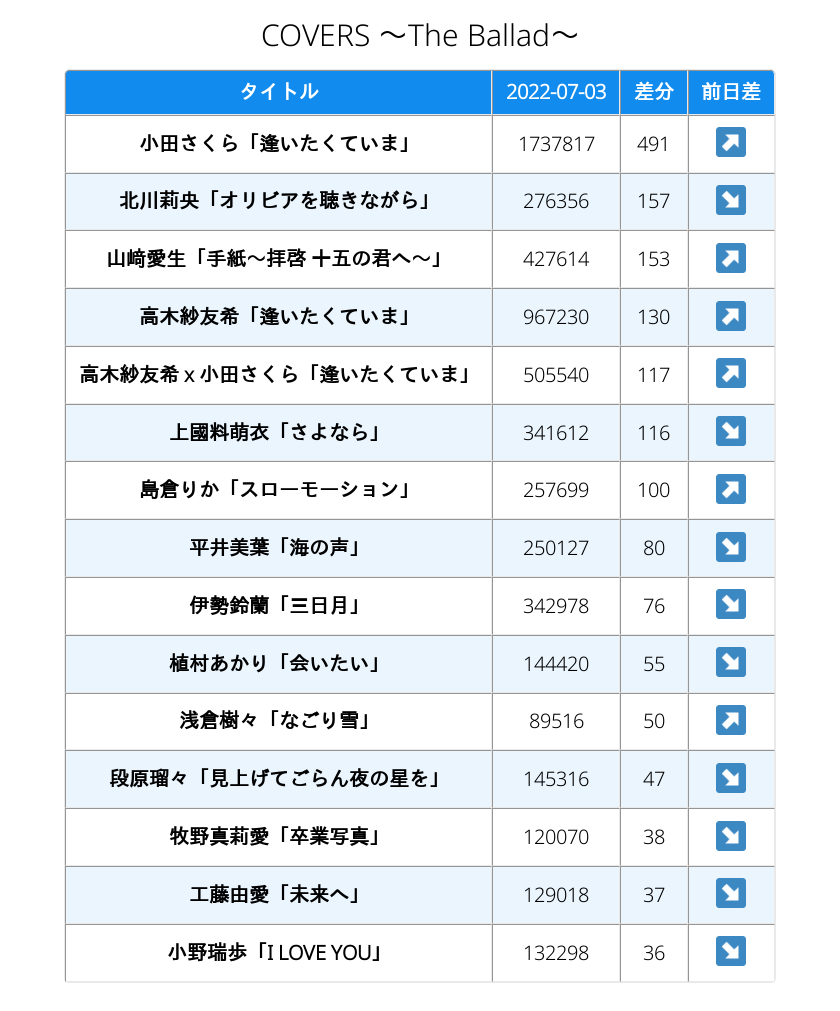 COVERS ～The Ballad～
タイトル 2022-07-03 差分 前日差
小田さくら「逢いたくていま」 1737817 491 ↗
北川莉央「オリビアを聴きながら」 276356 157 ↘
山﨑愛生「手紙～拝啓 十五の君へ～」 427614 153 ↗
高木紗友希「逢いたくていま」 967230 130 ↗
高木紗友希 x 小田さくら「逢いたくていま」 505540 117 ↗
上國料萌衣「さよなら」 341612 116 ↘
島倉りか「スローモーション」 257699 100 ↗
平井美葉「海の声」 250127 80 ↘
伊勢鈴蘭「三日月」 342978 76 ↘
植村あかり「会いたい」 144420 55 ↘
浅倉樹々「なごり雪」 89516 50 ↗
段原瑠々「見上げてごらん夜の星を」 145316 47 ↘
牧野真莉愛「卒業写真」 120070 38 ↘
工藤由愛「未来へ」 129018 37 ↘
小野瑞歩「I LOVE YOU」 132298 36 ↘